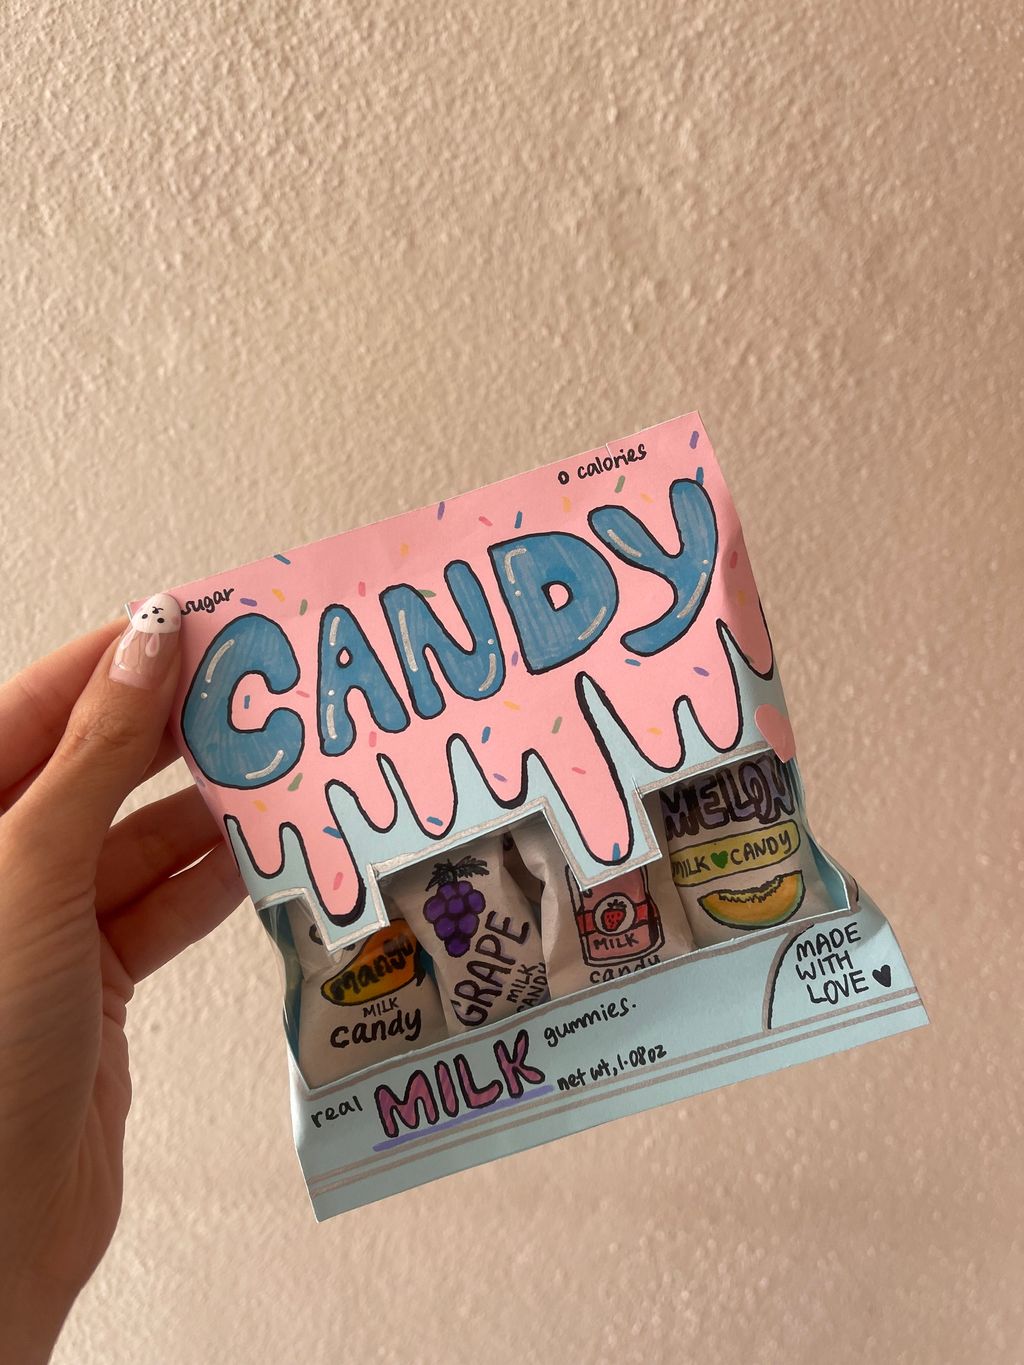 0 calories
sugar
CANDY
MELLOW
MILK CANDY
mango
MILK
candy
GRAPE
MILK
CANDY
MILK
candy
MADE
WITH
LOVE
real MILK gummies.
net wt, 1.08oz